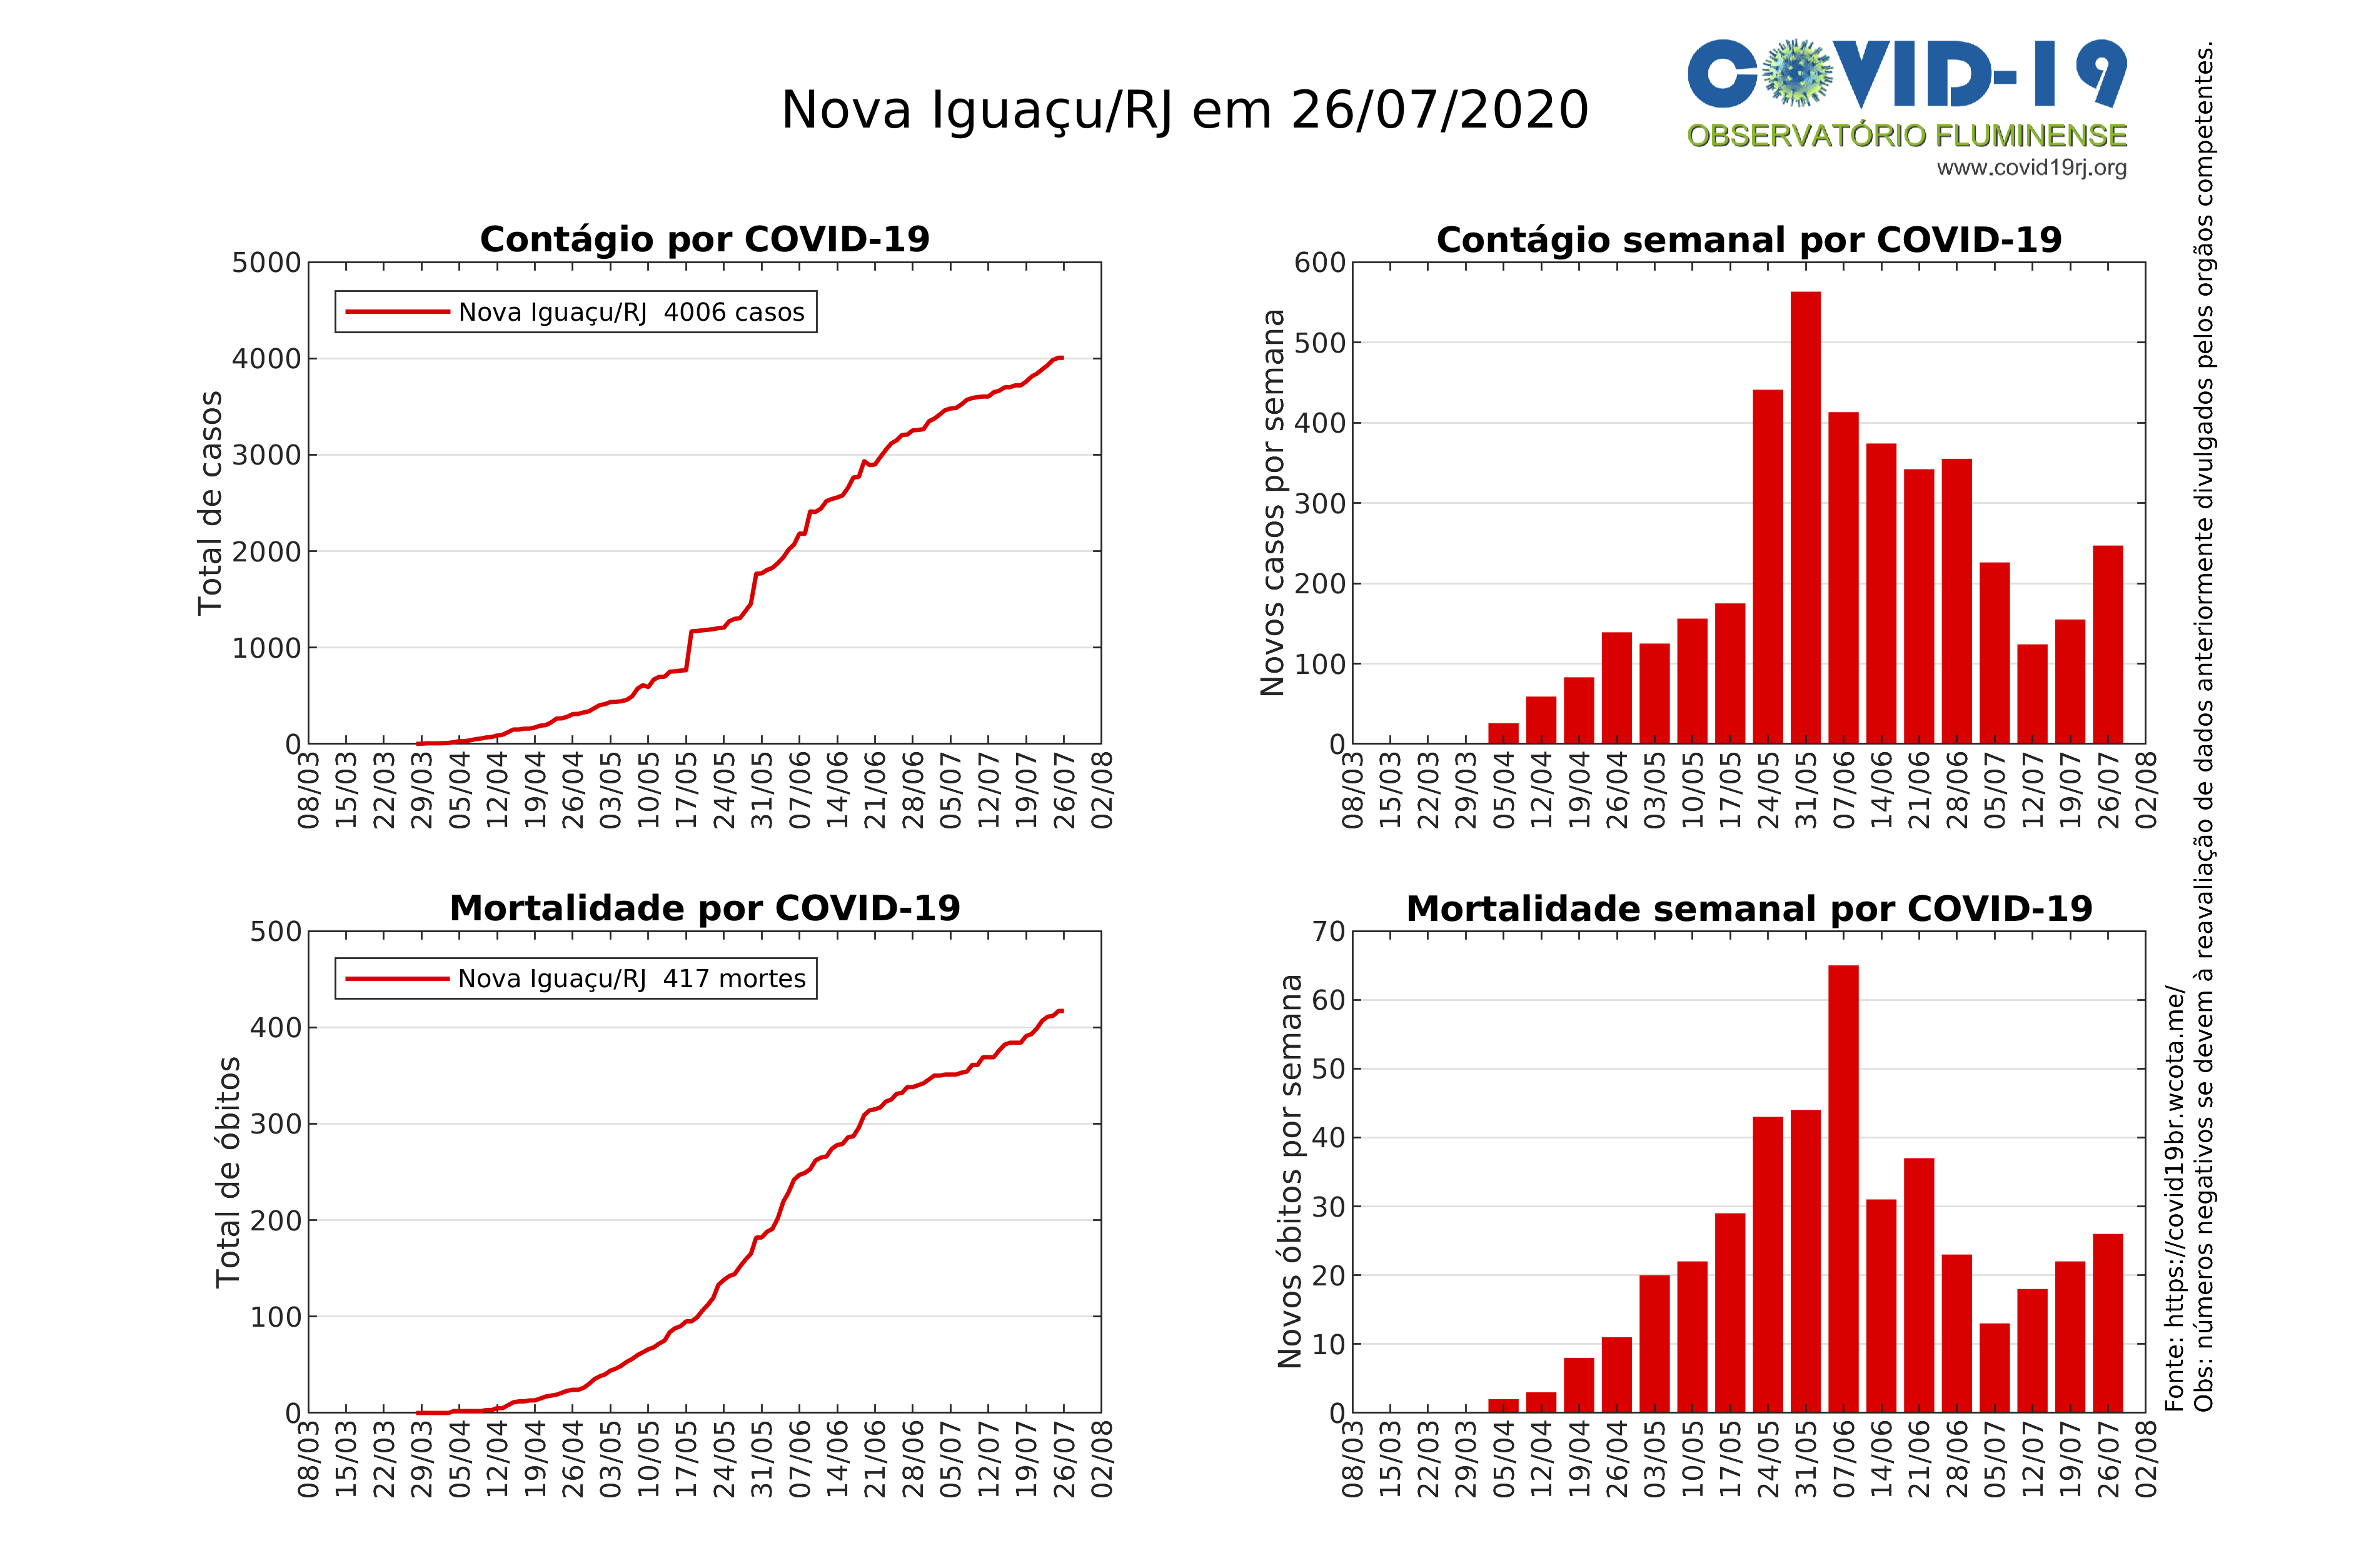 Nova Iguaçu/RJ em 26/07/2020
COVID-19
OBSERVATÓRIO FLUMINENSE
www.covid19rj.org
Contágio por COVID-19
Total de casos
5000
4000
3000
2000
1000
0
Nova Iguaçu/RJ 4006 casos
08/03 15/03 22/03 29/03 05/04 12/04 19/04 26/04 03/05 10/05 17/05 24/05 31/05 07/06 14/06 21/06 28/06 05/07 12/07 19/07 26/07 02/08
Contágio semanal por COVID-19
Novos casos por semana
600
500
400
300
200
100
0
08/03 15/03 22/03 29/03 05/04 12/04 19/04 26/04 03/05 10/05 17/05 24/05 31/05 07/06 14/06 21/06 28/06 05/07 12/07 19/07 26/07 02/08
Mortalidade por COVID-19
Total de óbitos
500
400
300
200
100
0
Nova Iguaçu/RJ 417 mortes
08/03 15/03 22/03 29/03 05/04 12/04 19/04 26/04 03/05 10/05 17/05 24/05 31/05 07/06 14/06 21/06 28/06 05/07 12/07 19/07 26/07 02/08
Mortalidade semanal por COVID-19
Novos óbitos por semana
70
60
50
40
30
20
10
0
08/03 15/03 22/03 29/03 05/04 12/04 19/04 26/04 03/05 10/05 17/05 24/05 31/05 07/06 14/06 21/06 28/06 05/07 12/07 19/07 26/07 02/08
Fonte: https://covid19br.wcota.me/
Obs: números negativos se devem à reavaliação de dados anteriormente divulgados pelos orgãos competentes.